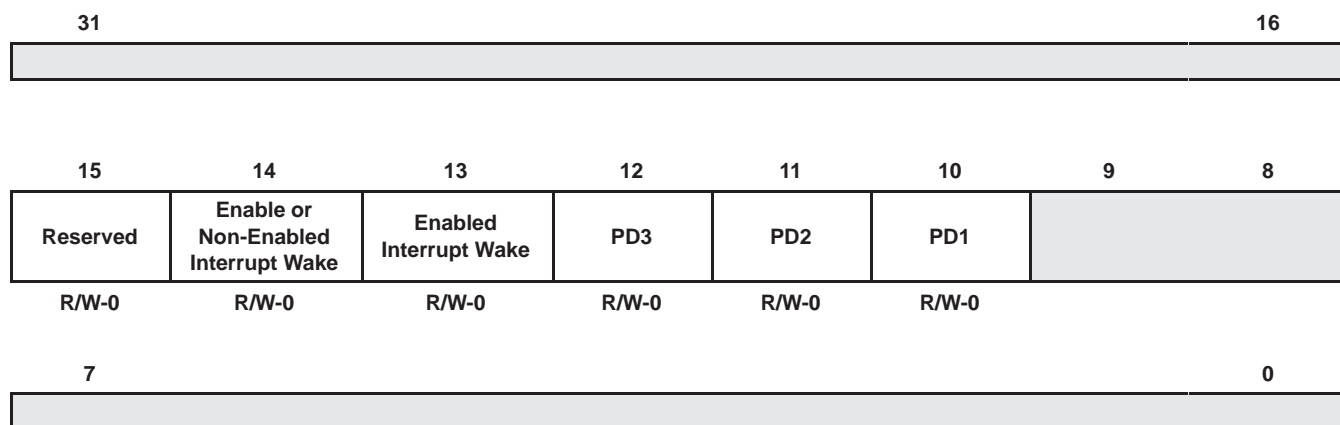 31 16
15 14 13 12 11 10 9 8
Reserved
Enable or
Non-Enabled
Interrupt Wake
Enabled
Interrupt Wake
PD3
PD2
PD1
R/W-0 R/W-0 R/W-0 R/W-0 R/W-0 R/W-0
7 0